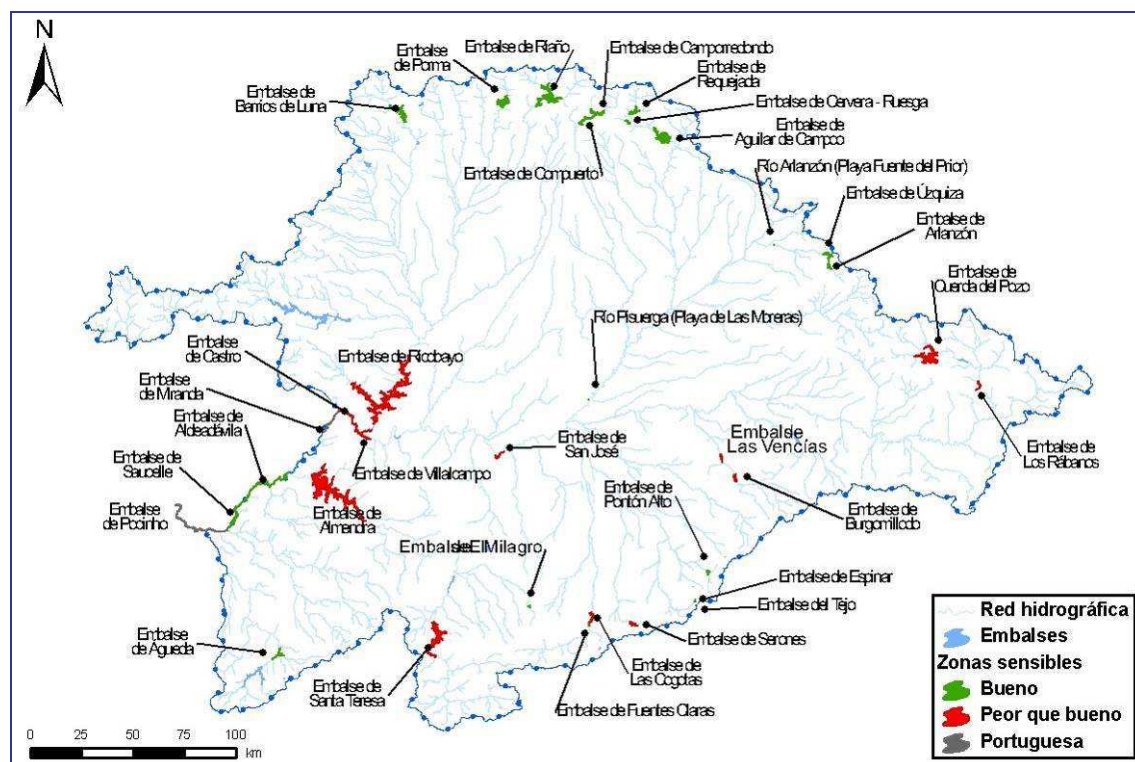 N
Embalse
de Porma
Embalse de Riaño
Embalse de Camporredondo
Embalse de
Requejada
Embalse de
Barrios de Luna
Embalse de Cervera - Ruesga
Embalse de
Aguilar de Campoo
Embalse de Compuerto
Río Arlanzón (Playa Fuente del Prior)
Embalse de Úzquiza
Embalse de
Arlanzón
Embalse de
Cuerda del Pozo
Río Pisuerga (Playa de Las Moreras)
Embalse
de Castro
Embalse de Ricobayo
Embalse
de Miranda
Embalse de
Aldeadávila
Embalse de
Saucelle
Embalse
de Pocinho
Embalse de Villalcampo
Embalse de
Almendra
Embalse de
San José
Embalse
Las Vencías
Embalse de
Los Rábanos
Embalse de
Pontón Alto
Embalse de
Burgomillodo
Embalse El Milagro
Embalse de Espinar
Embalse del Tejo
Embalse de Serones
Embalse
de Agueda
Embalse de
Santa Teresa
Embalse de
Las Cogotas
Embalse de Fuentes Claras
Red hidrográfica
Embalses
Zonas sensibles
Bueno
Peor que bueno
Portuguesa
0 20 40 60 80 100
km